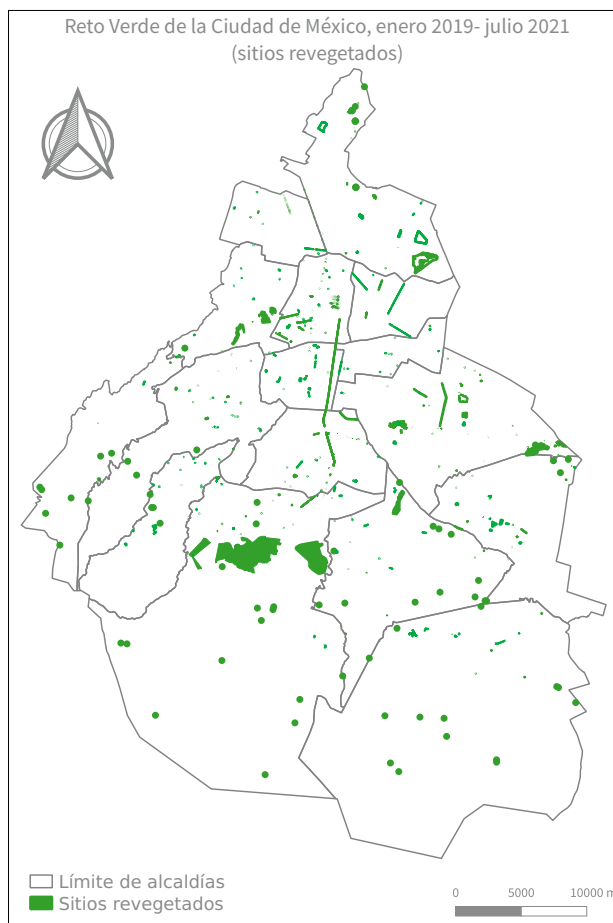 Reto Verde de la Ciudad de México, enero 2019- julio 2021
(sitios revegetados)
Límite de alcaldías
Sitios revegetados
0 5000 10000 m